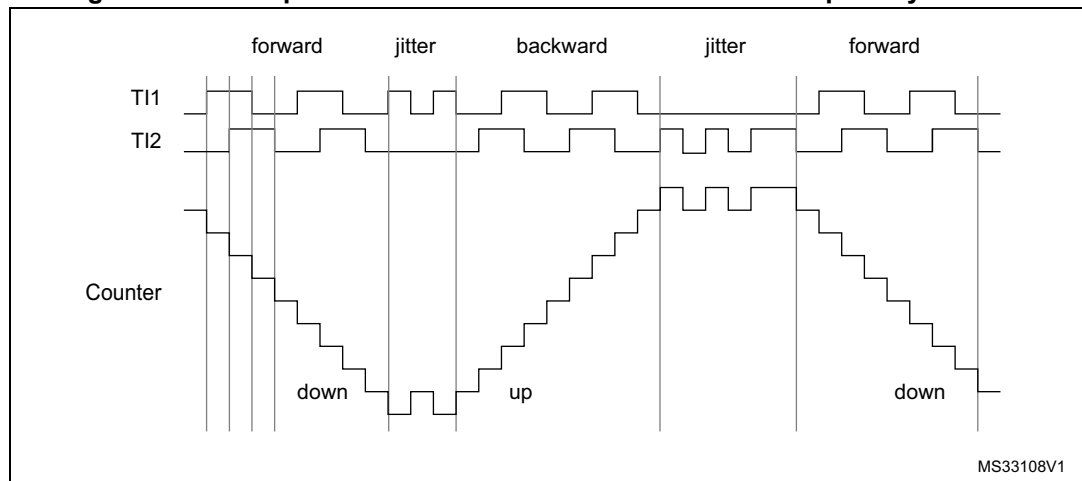 forward jitter backward jitter forward
TI1
TI2
Counter
down up down
MS33108V1